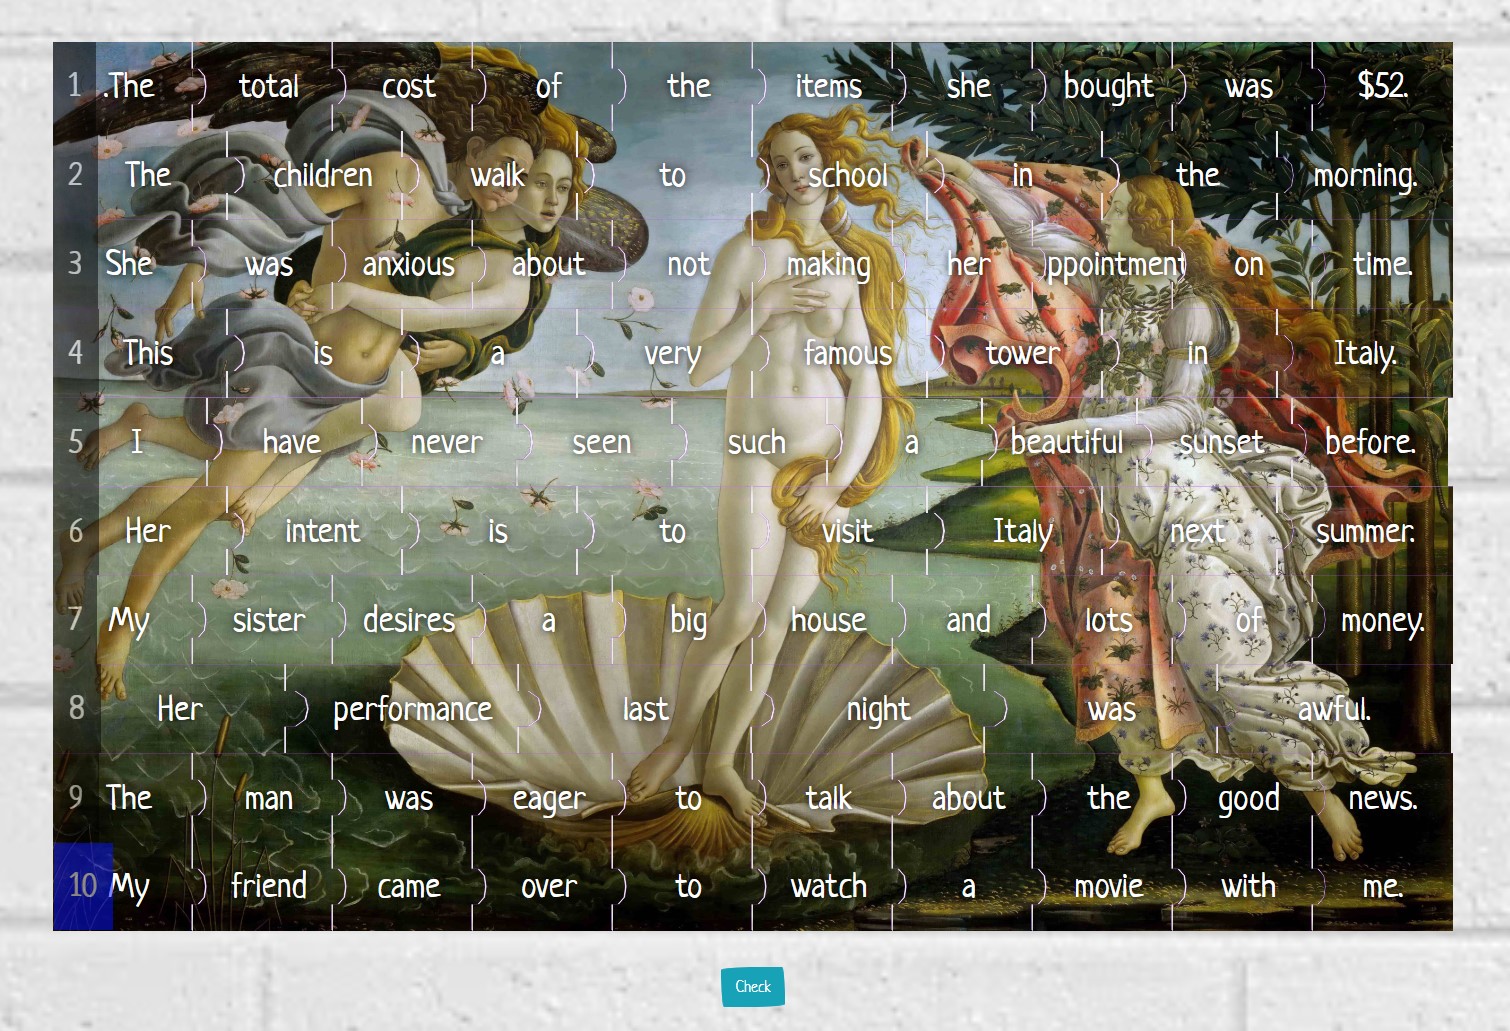 1 .The total cost of the items she bought was $52.
2 The children walk to school in the morning.
3 She was anxious about not making her ppointment on time.
4 This is a very famous tower in Italy.
5 I have never seen such a beautiful sunset before.
6 Her intent is to visit Italy next summer.
7 My sister desires a big house and lots of money.
8 Her performance last night was awful.
9 The man was eager to talk about the good news.
10 My friend came over to watch a movie with me.
Check